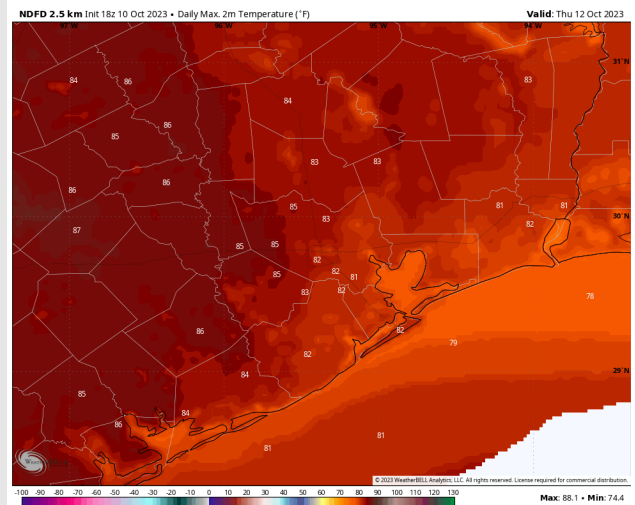 NDFD 2.5 km Init 18z 10 Oct 2023 • Daily Max. 2m Temperature (°F)
Valid: Thu 12 Oct 2023
97°W 96°W 95°W 94°W
31°N
84 86 84 83
85 86
83 83
86 86
85 83 81 81
30°N
87 82
85 85
82
85 82 81
83 82
78
86 82 79
82
29°N
84
85
84
86
81 81
© 2023 WeatherBELL Analytics, LLC. All rights reserved. License required for commercial distribution.
-100 -90 -80 -70 -60 -50 -40 -30 -20 -10 0 10 20 30 40 50 60 70 80 90 100 110 120 130
Max: 88.1 • Min: 74.4